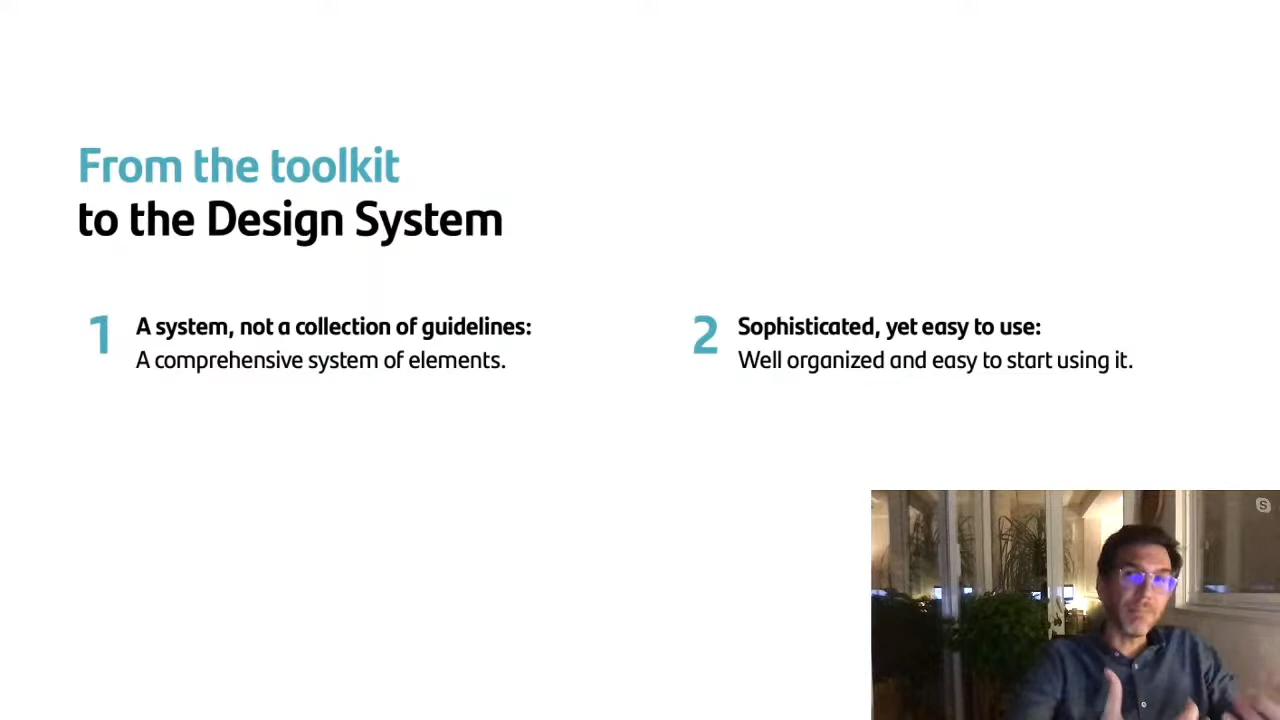 From the toolkit
to the Design System
1
A system, not a collection of guidelines:
A comprehensive system of elements.
2
Sophisticated, yet easy to use:
Well organized and easy to start using it.